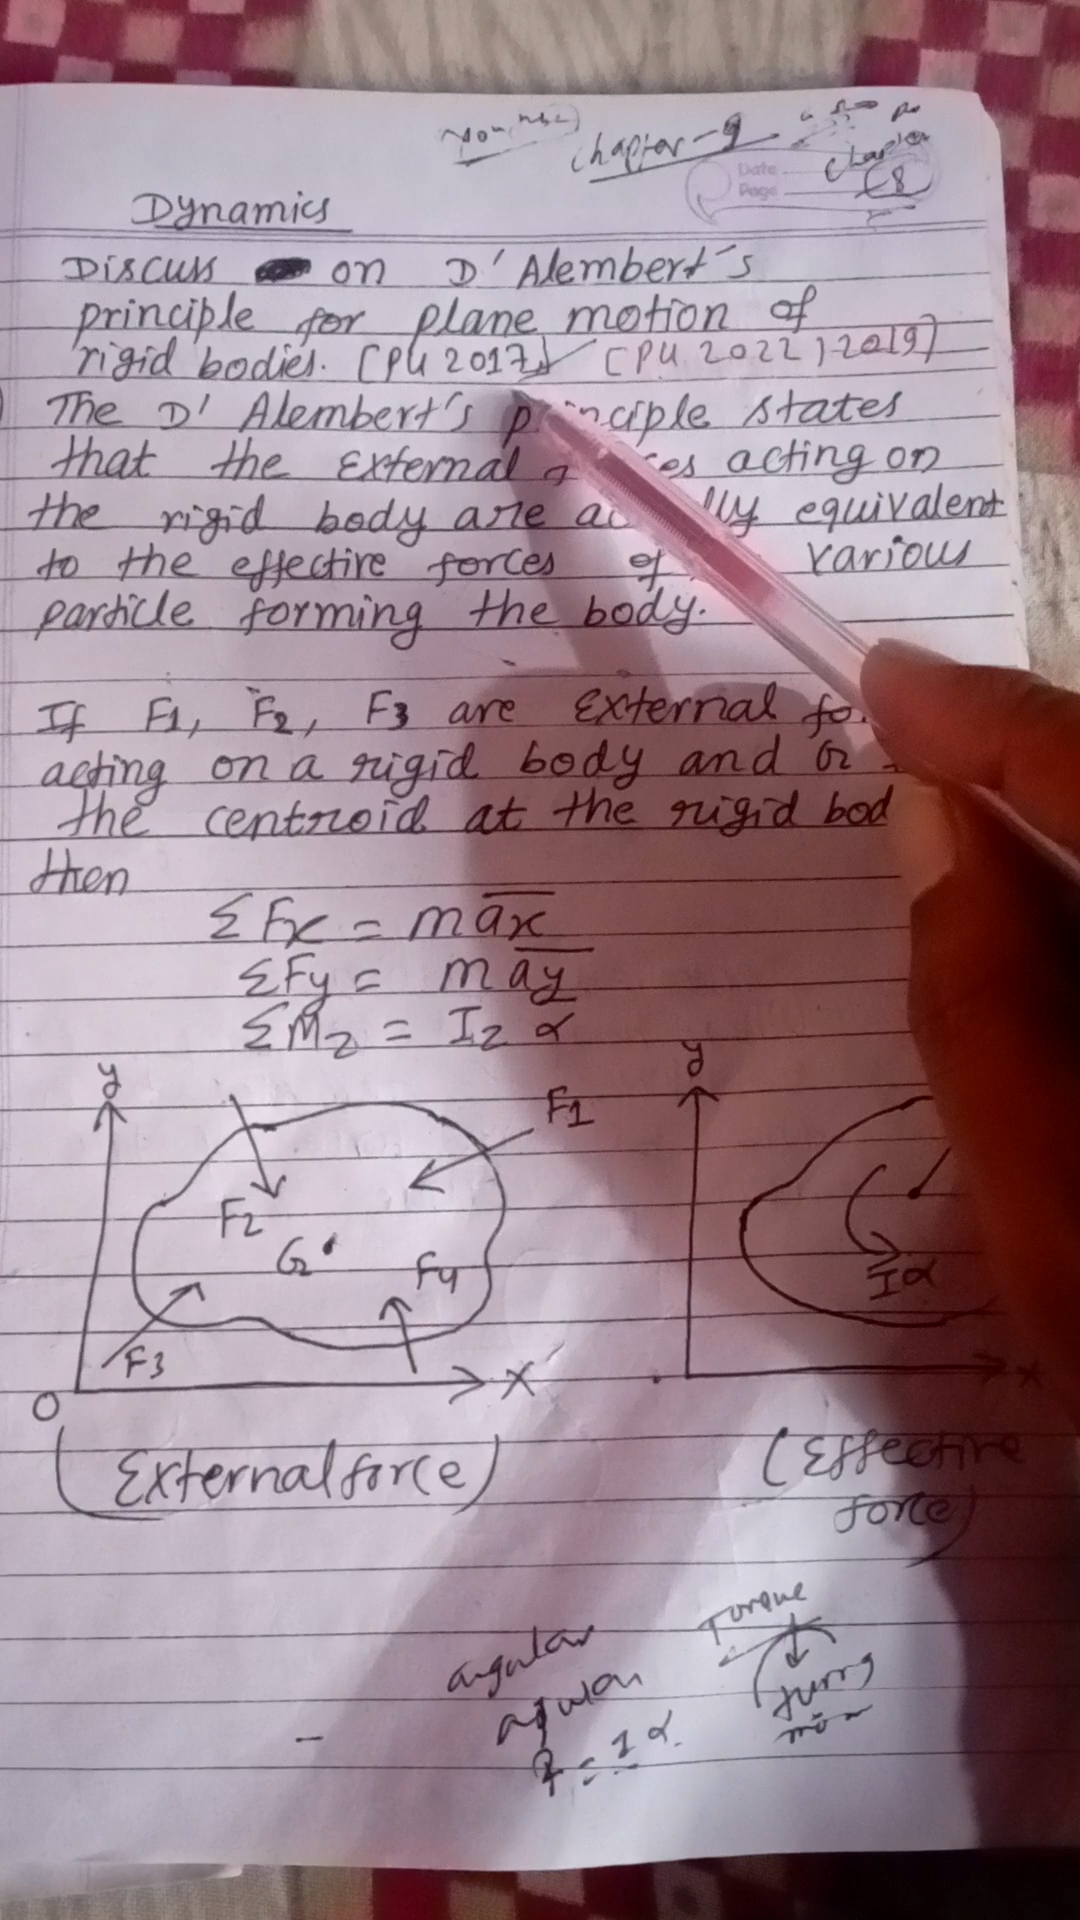 Chapter-9
Chapter
8
Date
Page
Dynamics
Discuss on D'Alembert's
principle for plane motion of
rigid bodies. [PU 2017] ✓ [PU 2022, 2019]
The D' Alembert's principle states
that the External acting on
the rigid body are equivalent
to the effective forces of various
particle forming the body.
If F1, F2, F3 are External
acting on a rigid body and G
the centroid at the rigid bod
then
ΣFx = m a̅x̅
ΣFy = m a̅y̅
ΣMz = Iz α
y
F1
F2
G
F4
F3
O
x
(External force)
y
Iα
x
(Effective
force)
angular
Torque
= Iα